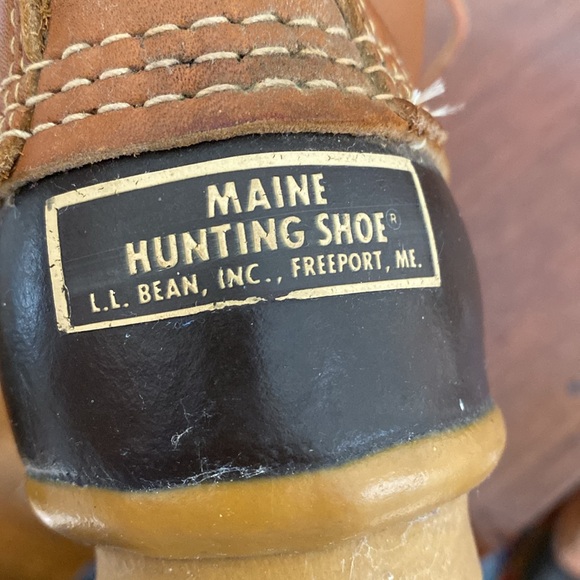 MAINE
HUNTING SHOE®
L.L. BEAN, INC., FREEPORT, ME.